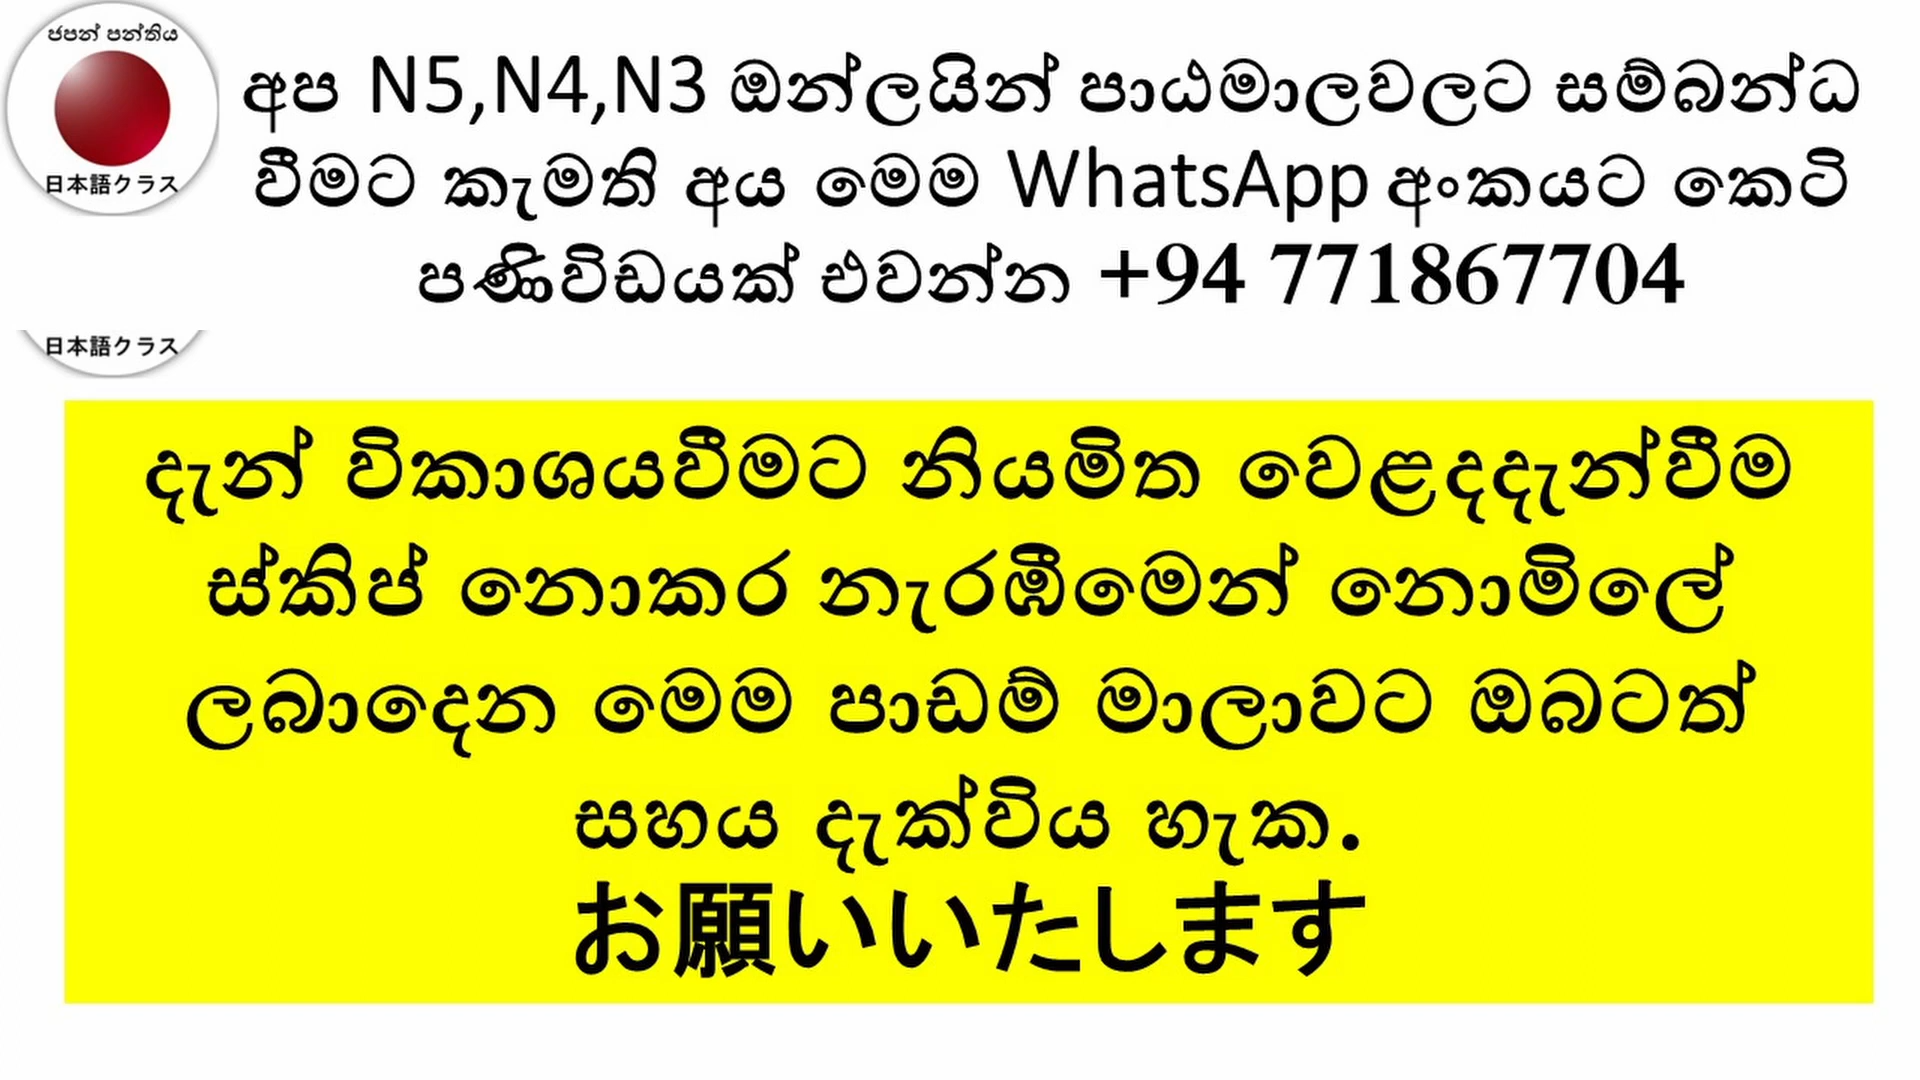 ජපන් පන්තිය
日本語クラス
අප N5,N4,N3 ඔන්ලයින් පාඨමාලවලට සම්බන්ධ
වීමට කැමති අය මෙම WhatsApp අංකයට කෙටි
පණිවිඩයක් එවන්න +94 771867704
日本語クラス
දැන් විකාශයවීමට නියමිත වෙළදදැන්වීම
ස්කිප් නොකර නැරඹීමෙන් නොමිලේ
ලබාදෙන මෙම පාඩම් මාලාවට ඔබටත්
සහය දැක්විය හැක.
お願いいたします